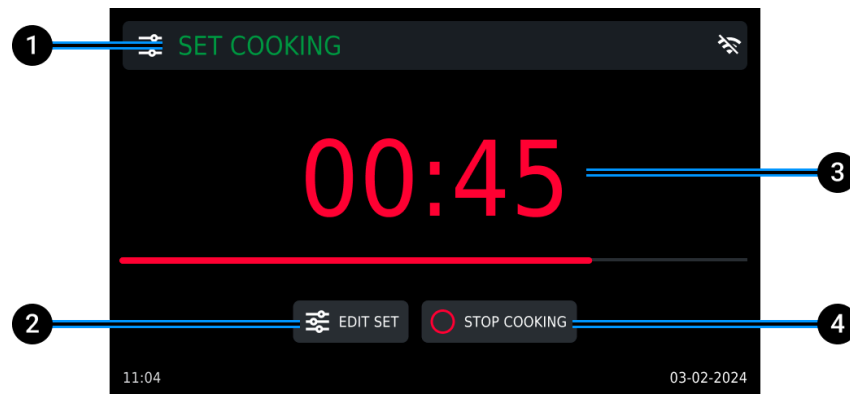 1 SET COOKING
00:45 3
2 EDIT SET STOP COOKING 4
11:04 03-02-2024